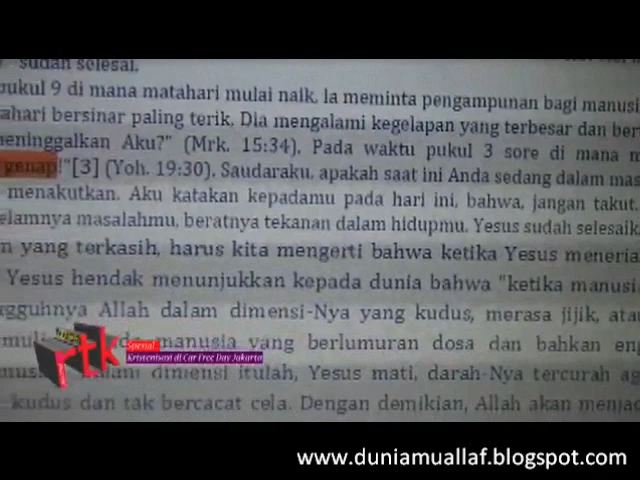 sudah selesai.
pukul 9 di mana matahari mulai naik, Ia meminta pengampunan bagi manusi
ahari bersinar paling terik, Dia mengalami kegelapan yang terbesar dan ber
meninggalkan Aku?" (Mrk. 15:34). Pada waktu pukul 3 sore di mana m
genap!"[3] (Yoh. 19:30). Saudaraku, apakah saat ini Anda sedang dalam mas
menakutkan. Aku katakan kepadamu pada hari ini, bahwa, jangan takut.
elamnya masalahmu, beratnya tekanan dalam hidupmu. Yesus sudah selesaik
n yang terkasih, harus kita mengerti bahwa ketika Yesus meneria
Yesus hendak menunjukkan kepada dunia bahwa "ketika manusi
gguhnya Allah dalam dimensi-Nya yang kudus, merasa jijik, ata
muli manusia yang berlumuran dosa dan bahkan en
musi dalam dimensi itulah, Yesus mati, darah-Nya tercurah ag
kudus dan tak bercacat cela. Dengan demikian, Allah akan menjad
rtk
Spesial
Kristenisasi di Car Free Day Jakarta
www.duniamuallaf.blogspot.com